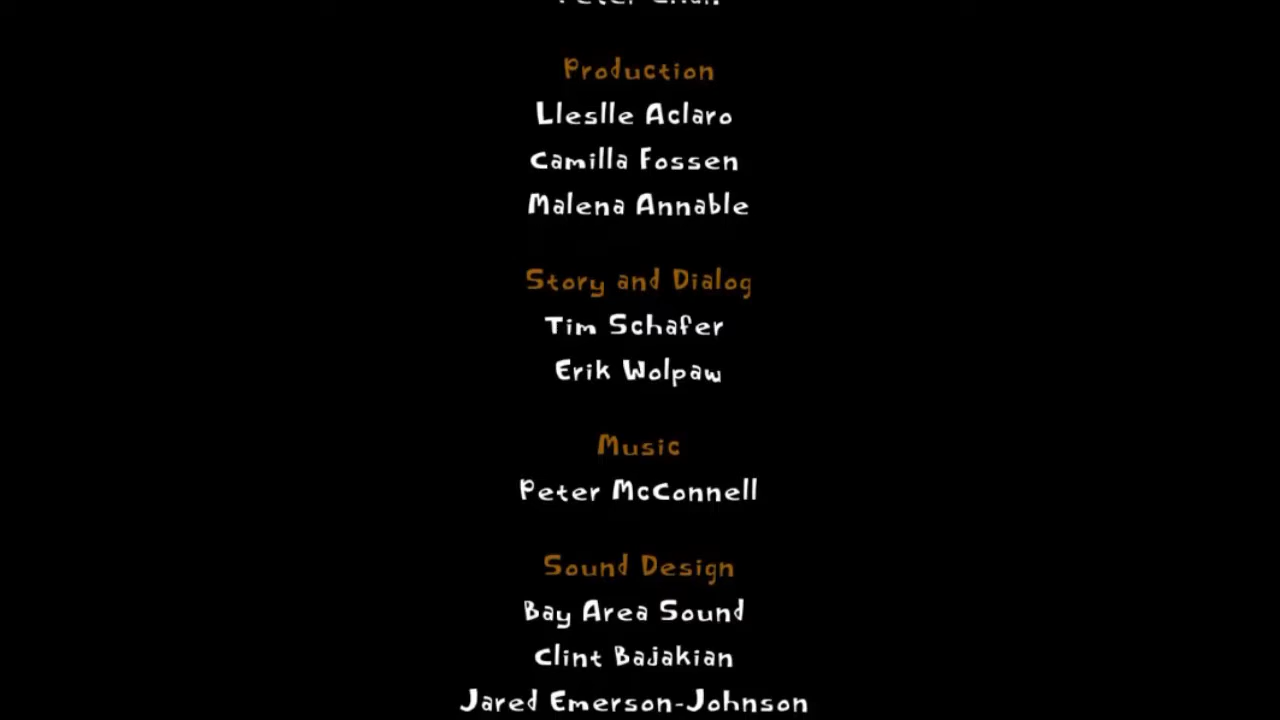 Production
Lleslle Aclaro
Camilla Fossen
Malena Annable
Story and Dialog
Tim Schafer
Erik Wolpaw
Music
Peter McConnell
Sound Design
Bay Area Sound
Clint Bajakian
Jared Emerson-Johnson